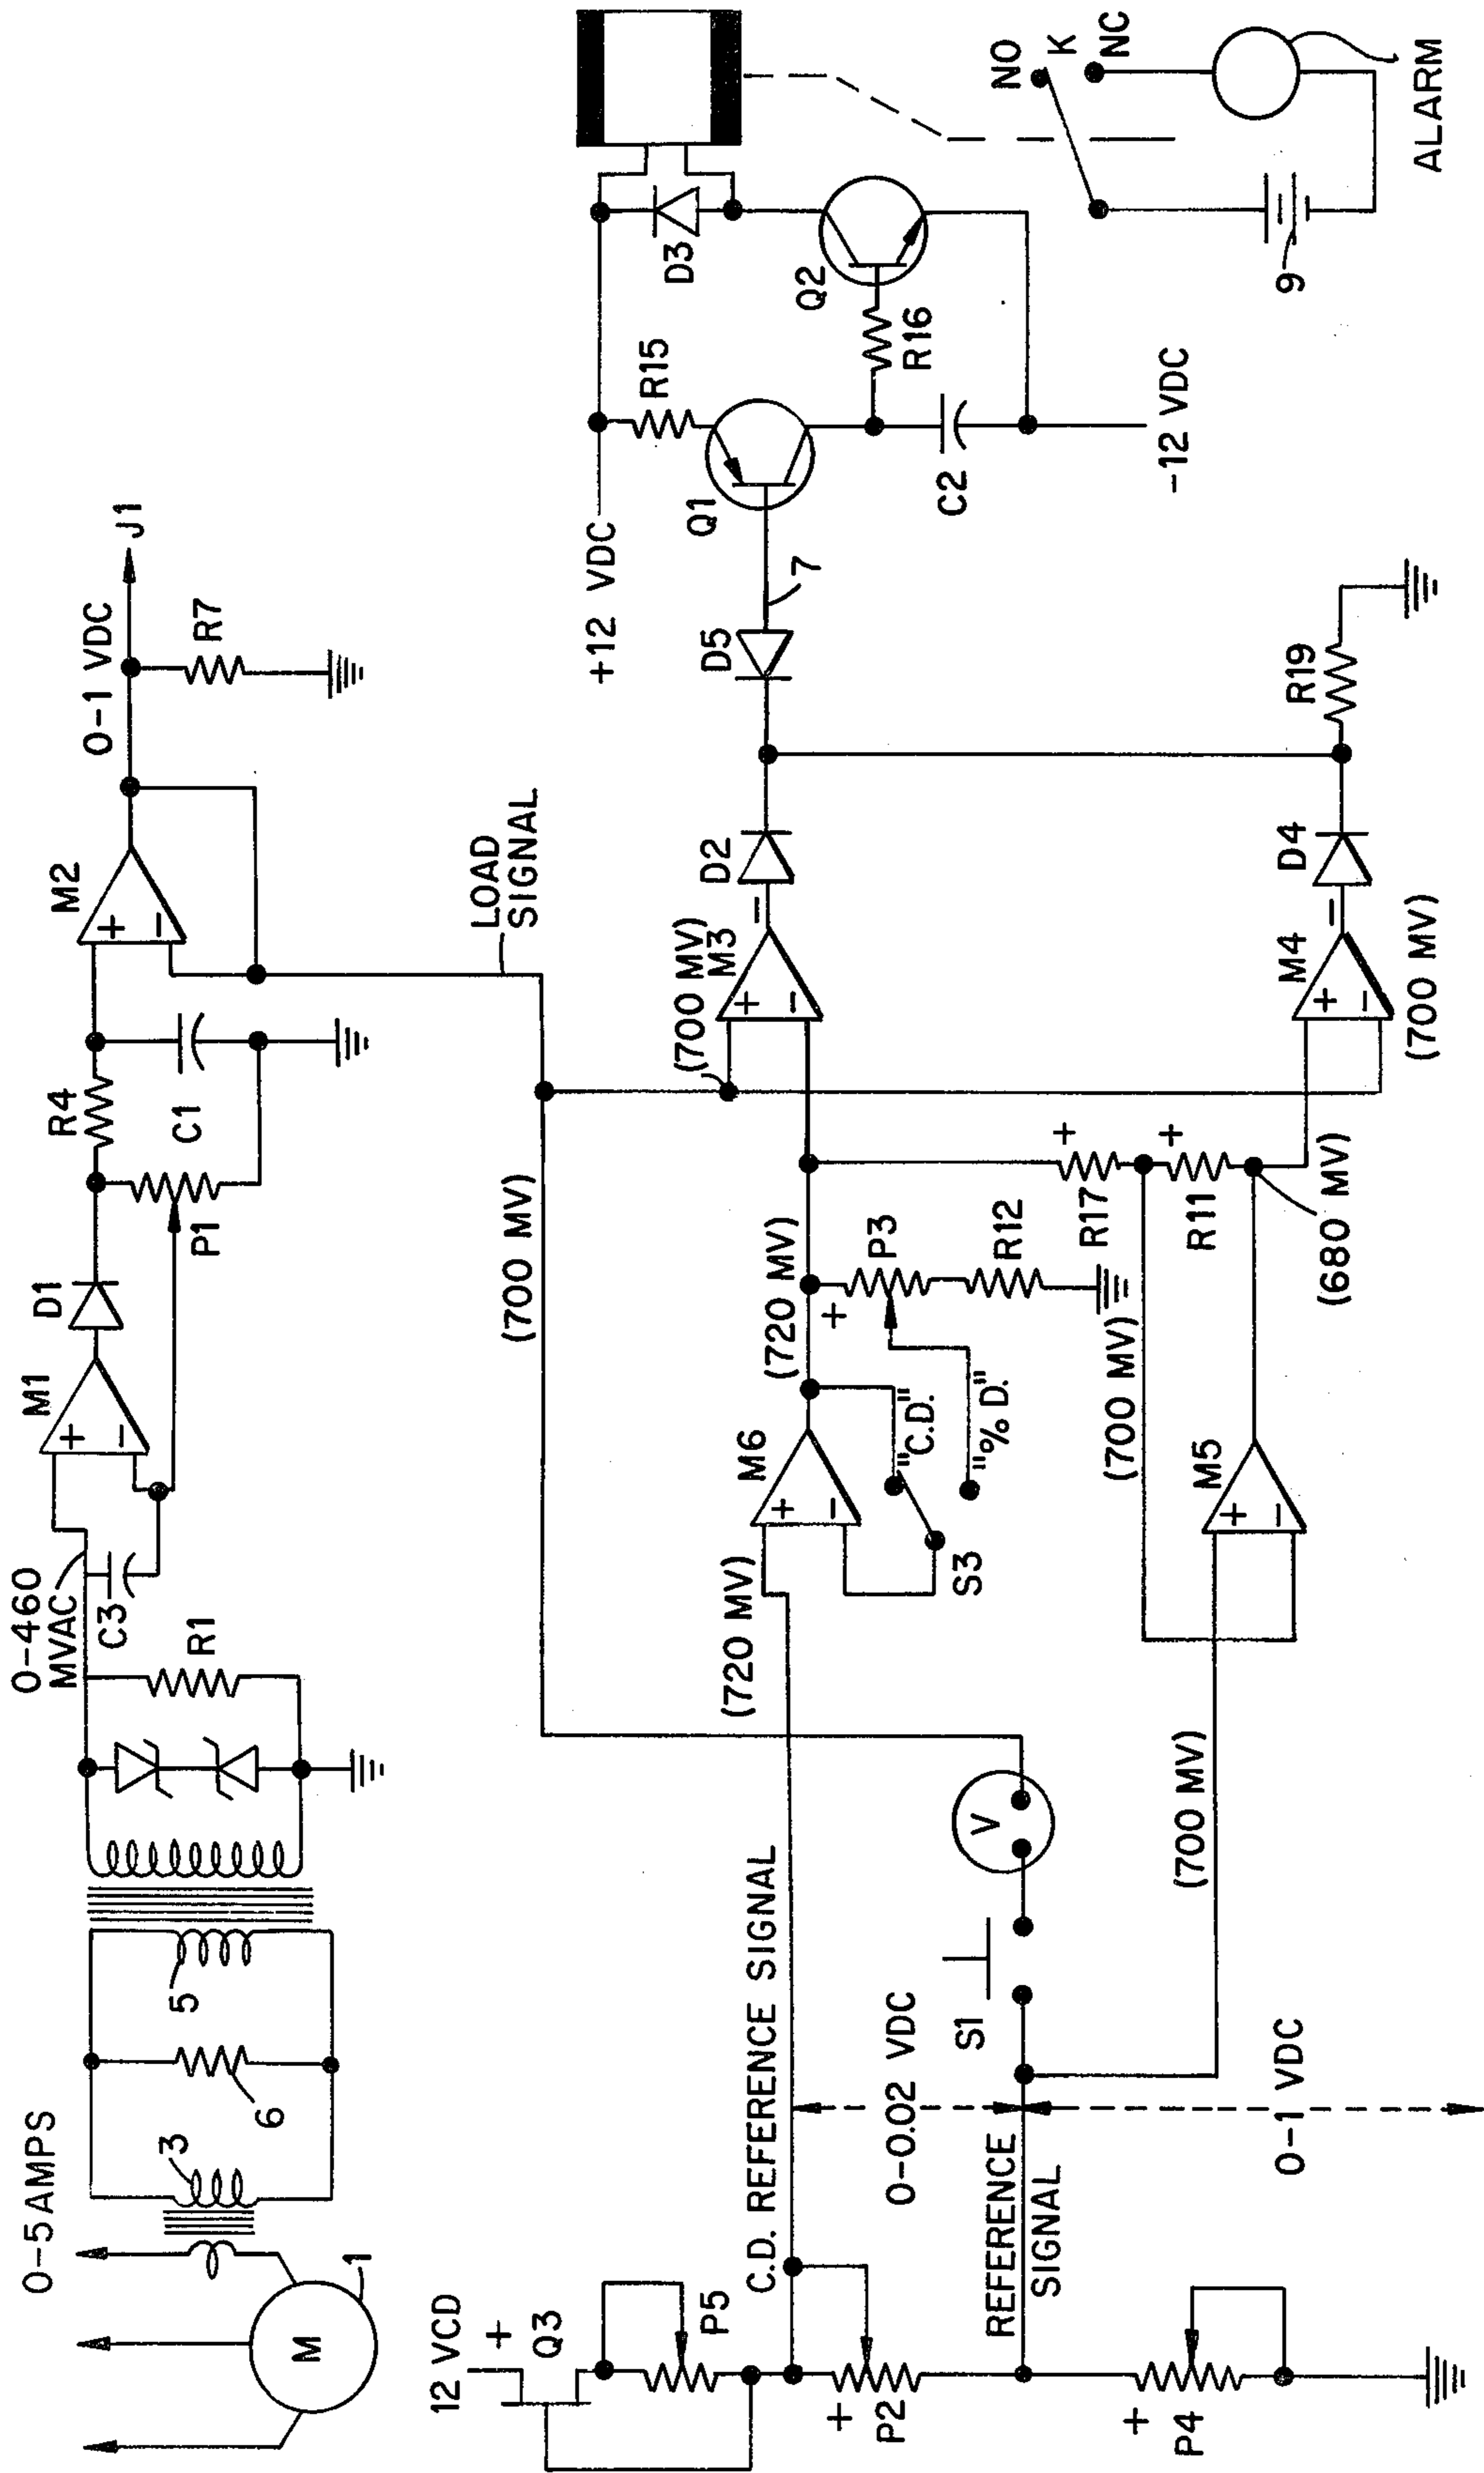 0-5 AMPS
M
1
3
6
5
0-460
MVAC
C3
R1
M1
+
−
D1
P1
R4
C1
M2
+
−
0-1 VDC
J1
R7
LOAD
SIGNAL
(700 MV)
12 VCD
+
Q3
P5
C.D. REFERENCE SIGNAL
+
P2
0-0.02 VDC
REFERENCE
SIGNAL
+
P4
0-1 VDC
S1
V
(720 MV)
M6
+
−
S3
"C.D."
"% D."
(720 MV)
+
P3
R12
(700 MV)
(700 MV)
M5
+
−
R17
+
R11
+
(680 MV)
(700 MV)
M3
+
−
−
D2
M4
+
−
−
(700 MV)
D4
R19
D5
7
+12 VDC
R15
Q1
C2
-12 VDC
R16
Q2
D3
NO
K
NC
9
ALARM